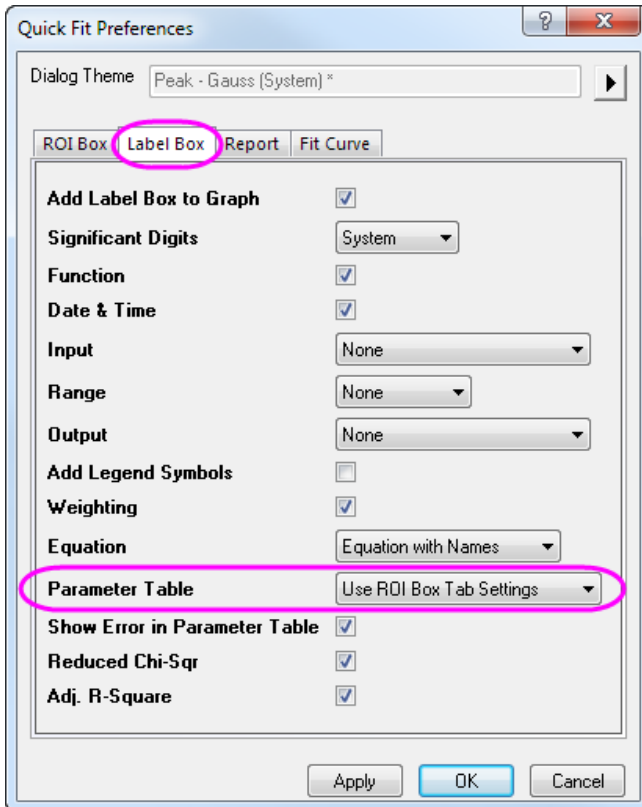 Quick Fit Preferences
Dialog Theme Peak - Gauss (System) *
ROI Box Label Box Report Fit Curve
Add Label Box to Graph
Significant Digits System
Function
Date & Time
Input None
Range None
Output None
Add Legend Symbols
Weighting
Equation Equation with Names
Parameter Table Use ROI Box Tab Settings
Show Error in Parameter Table
Reduced Chi-Sqr
Adj. R-Square
Apply OK Cancel